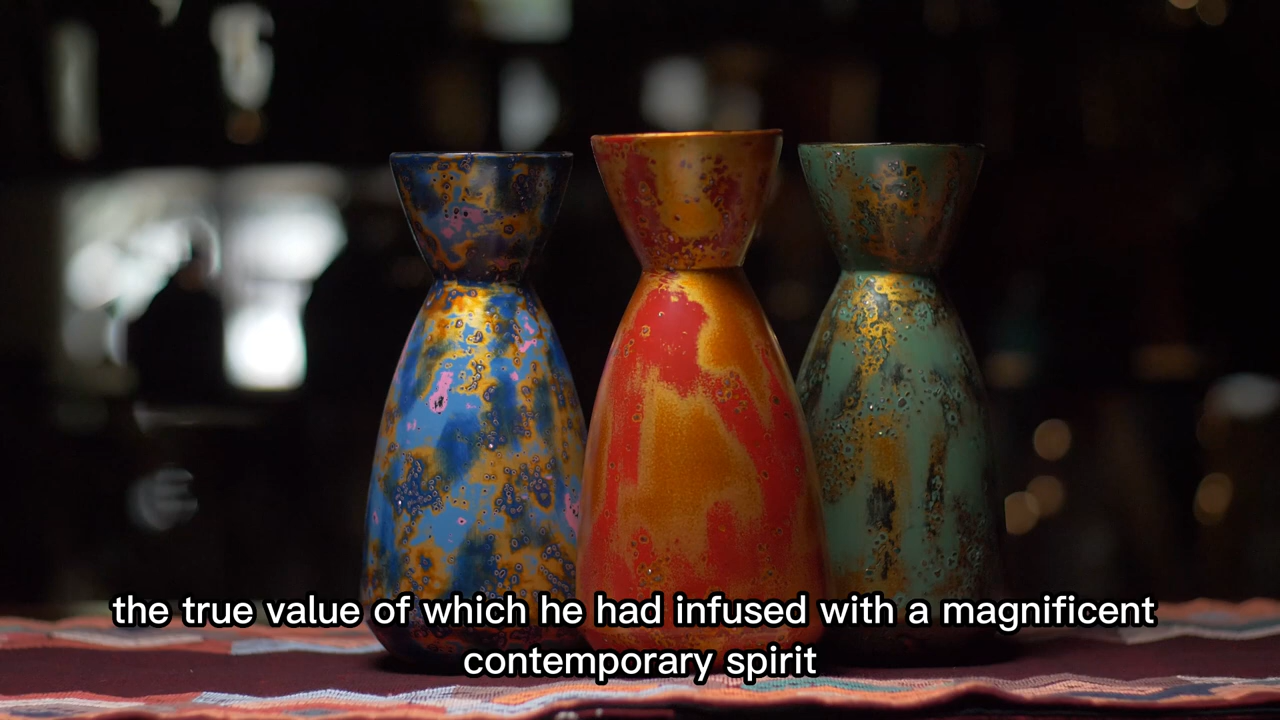 the true value of which he had infused with a magnificent
contemporary spirit